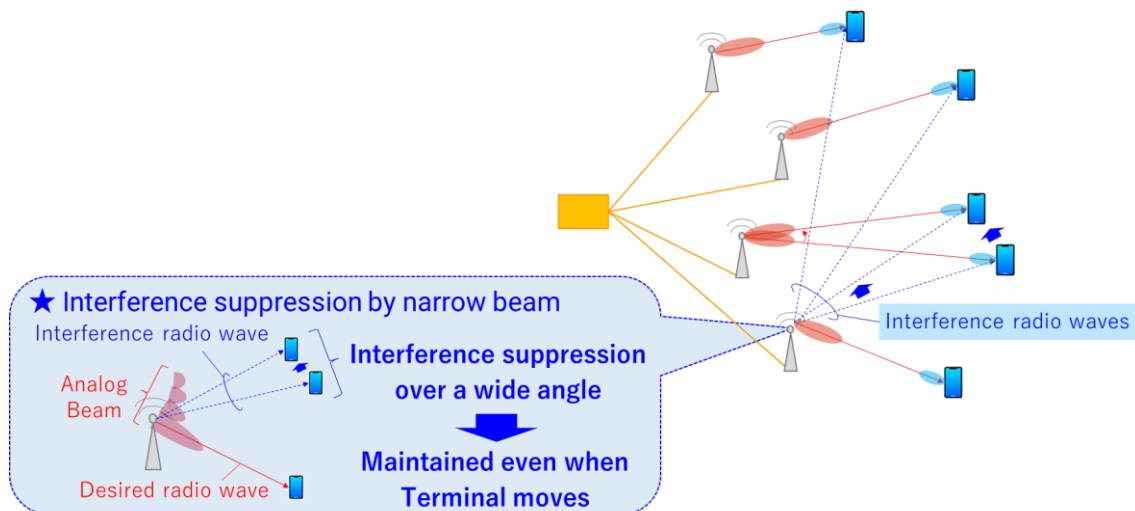 ★ Interference suppression by narrow beam
Interference radio wave
Analog
Beam
Desired radio wave
Interference suppression
over a wide angle
Maintained even when
Terminal moves
Interference radio waves